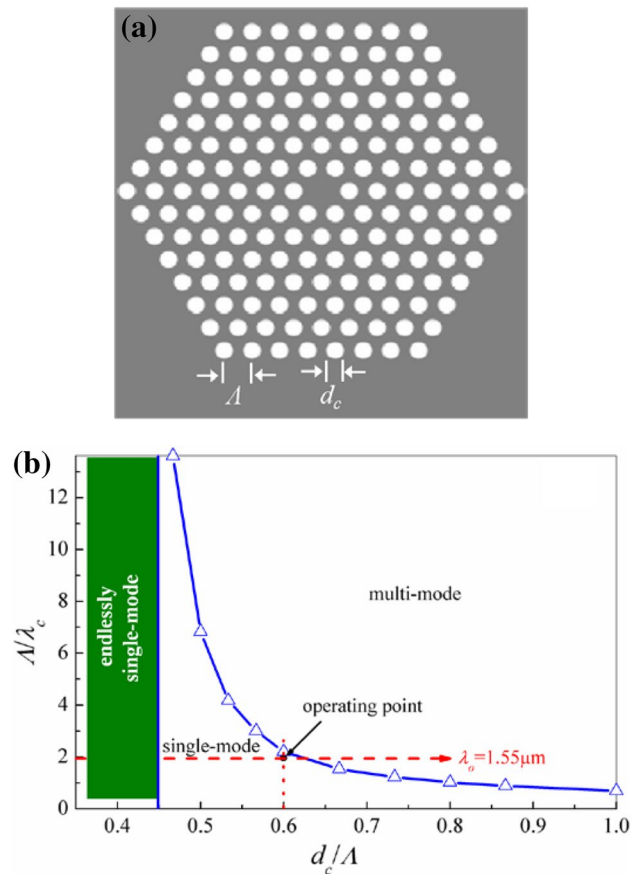 (a)
Λ
d_c
(b)
Λ/λ_c
12
10
8
6
4
2
0
endlessly
single-mode
multi-mode
operating point
single-mode
λ_o=1.55μm
0.4
0.5
0.6
0.7
0.8
0.9
1.0
d_c/Λ